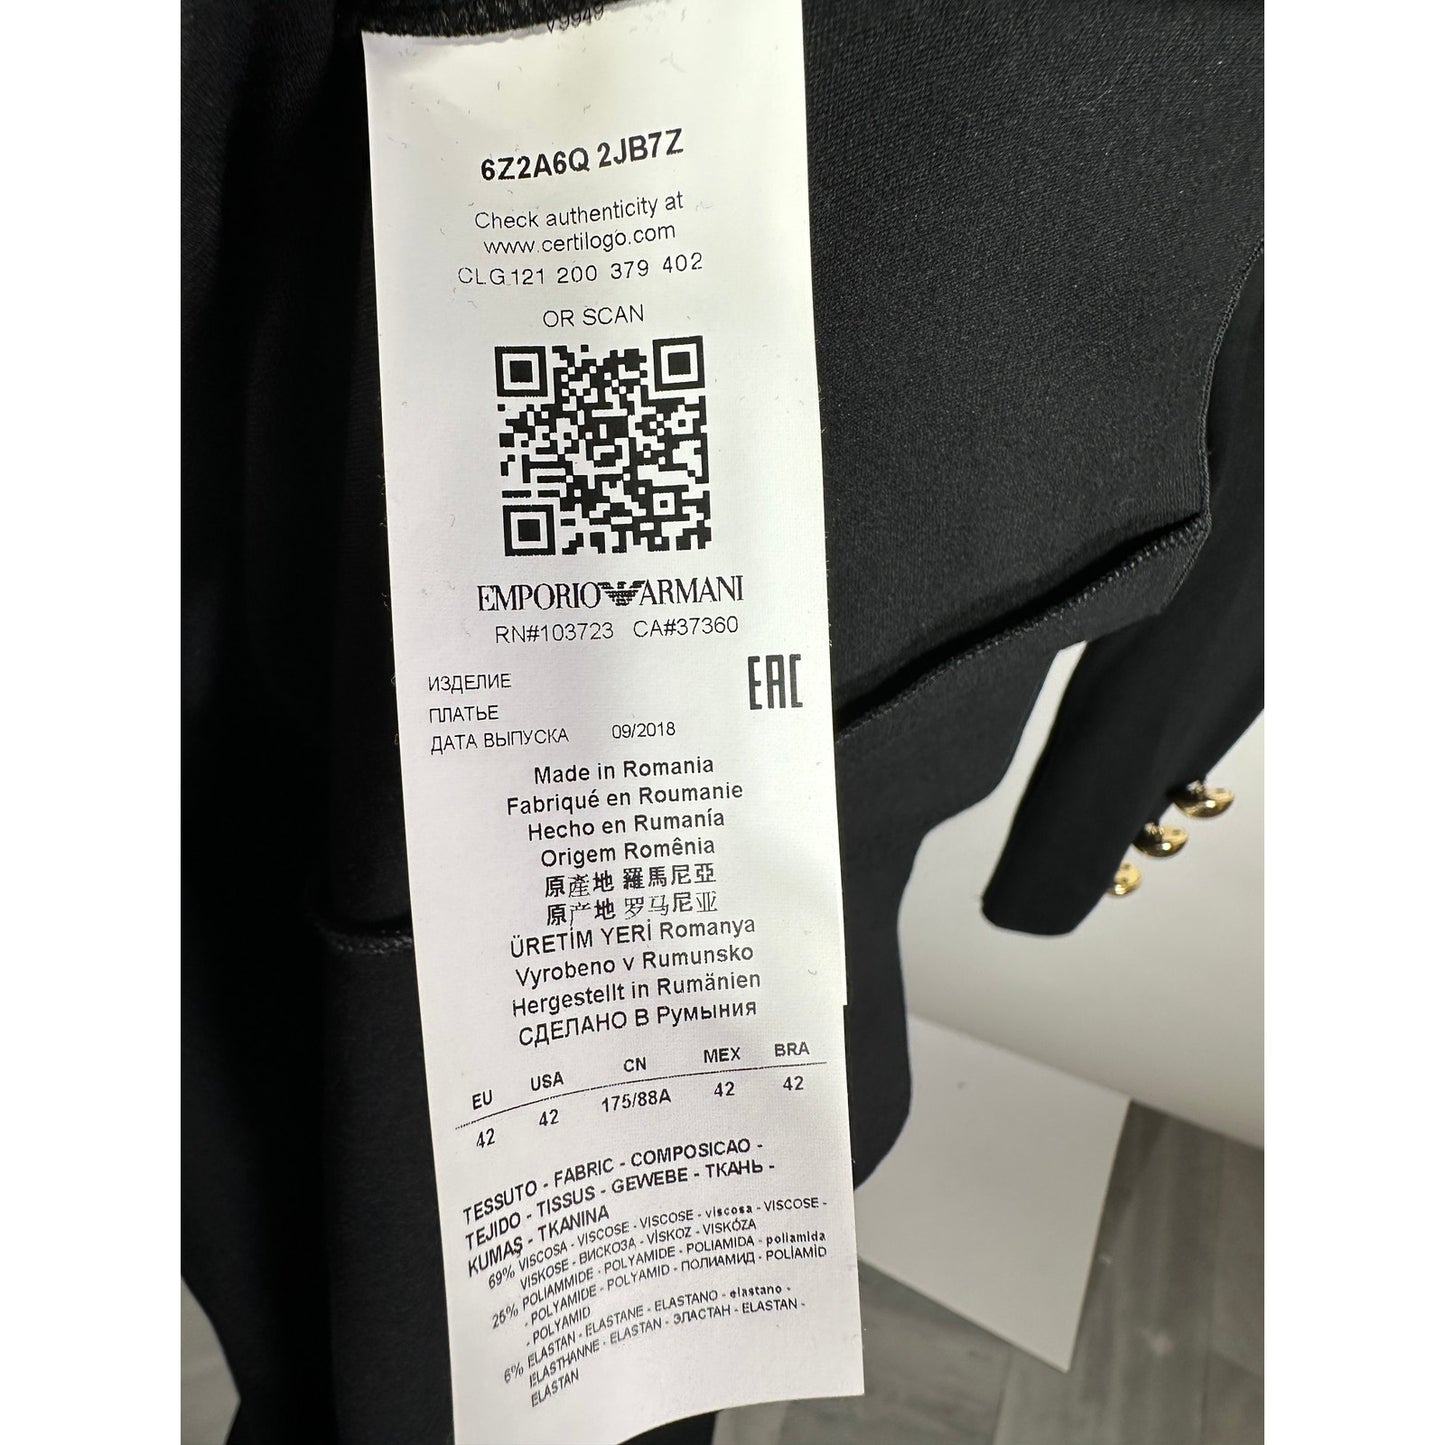 V9949
6Z2A6Q 2JB7Z
Check authenticity at
www.certilogo.com
CLG 121 200 379 402
OR SCAN
EMPORIO ARMANI
RN#103723 CA#37360
EAC
ИЗДЕЛИЕ
ПЛАТЬЕ
ДАТА ВЫПУСКА 09/2018
Made in Romania
Fabriqué en Roumanie
Hecho en Rumanía
Origem Romênia
原產地 羅馬尼亞
原产地 罗马尼亚
ÜRETİM YERİ Romanya
Vyrobeno v Rumunsko
Hergestellt in Rumänien
СДЕЛАНО В Румыния
EU USA CN MEX BRA
42 42 175/88A 42 42
TESSUTO - FABRIC - COMPOSICAO -
TEJIDO - TISSUS - GEWEBE - ТКАНЬ -
KUMAŞ - TKANINA
69% VISCOSA - VISCOSE - VISCOSE - viscosa - VISCOSE -
VISKOSE - ВИСКОЗА - VİSKOZ - VISKÓZA
25% POLIAMMIDE - POLYAMIDE - POLIAMIDA - poliamida
- POLYAMIDE - POLYAMID - ПОЛИАМИД - POLİAMİD
- POLYAMID
6% ELASTAN - ELASTANE - ELASTANO - elastano -
ELASTHANNE - ELASTAN - ЭЛАСТАН - ELASTAN -
ELASTAN